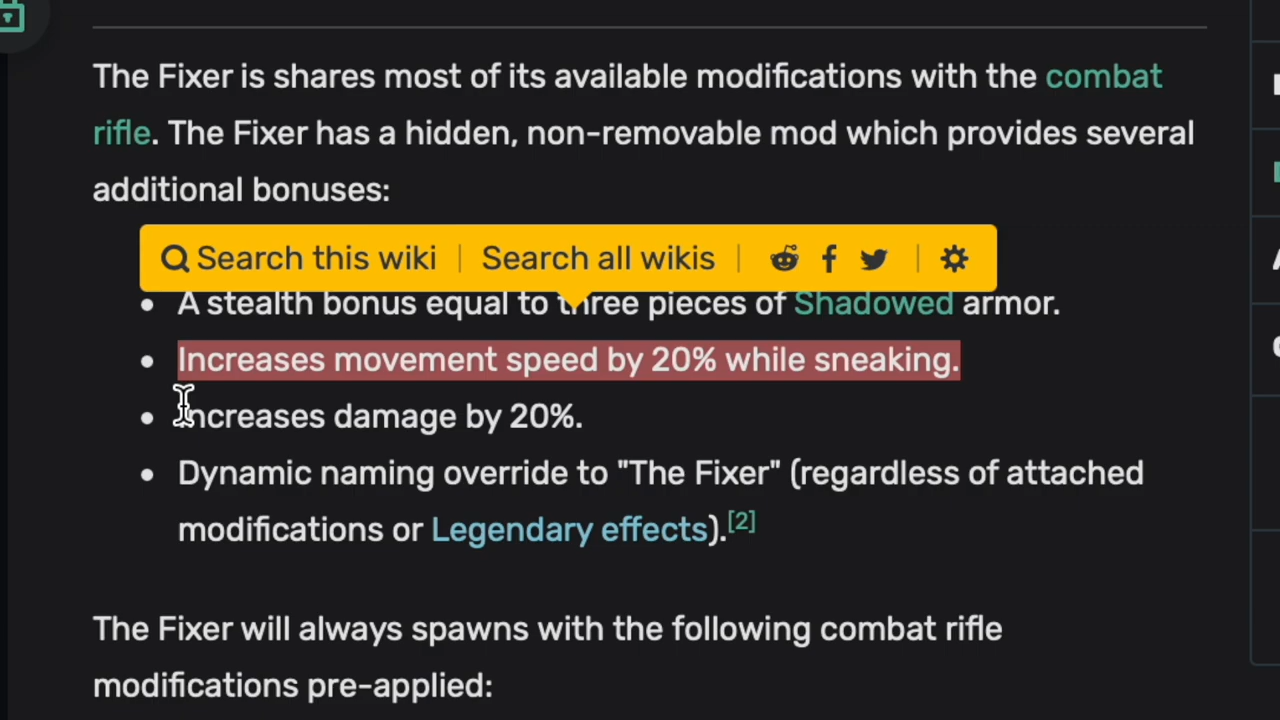 The Fixer is shares most of its available modifications with the combat
rifle. The Fixer has a hidden, non-removable mod which provides several
additional bonuses:
Search this wiki | Search all wikis
A stealth bonus equal to three pieces of Shadowed armor.
Increases movement speed by 20% while sneaking.
Increases damage by 20%.
Dynamic naming override to "The Fixer" (regardless of attached
modifications or Legendary effects).[2]
The Fixer will always spawns with the following combat rifle
modifications pre-applied: